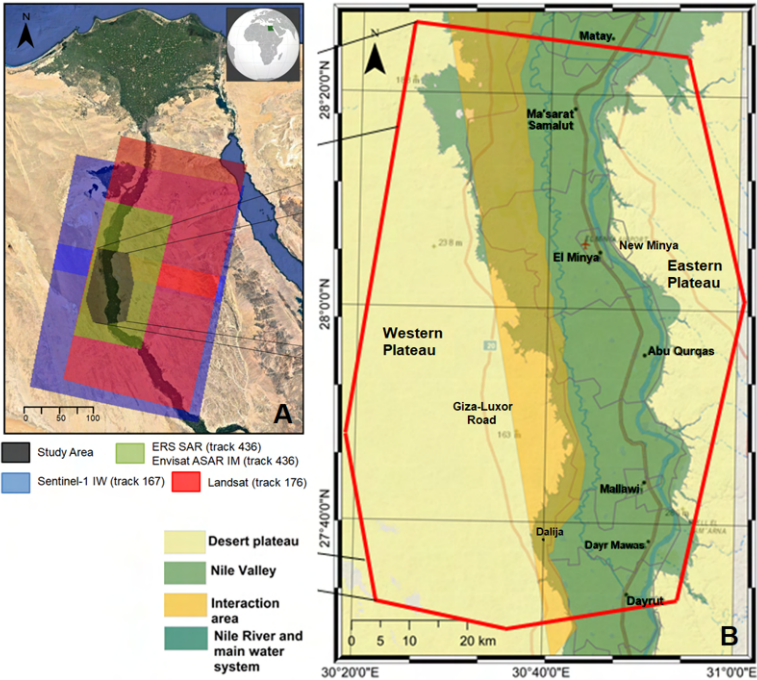 N
A
0 50 100
Study Area
ERS SAR (track 436)
Envisat ASAR IM (track 436)
Sentinel-1 IW (track 167)
Landsat (track 176)
Desert plateau
Nile Valley
Interaction
area
Nile River and
main water
system
N
Matay
28°20'0"N
Ma'sarat
Samalut
238 m
New Minya
El Minya
Eastern
Plateau
28°0'0"N
Western
Plateau
20
Abu Qurqas
Giza-Luxor
Road
163 m
Mallawi
27°40'0"N
Dalija
Dayr Mawas
Dayrut
B
0 10 20 km
30°20'0"E
30°40'0"E
31°0'0"E